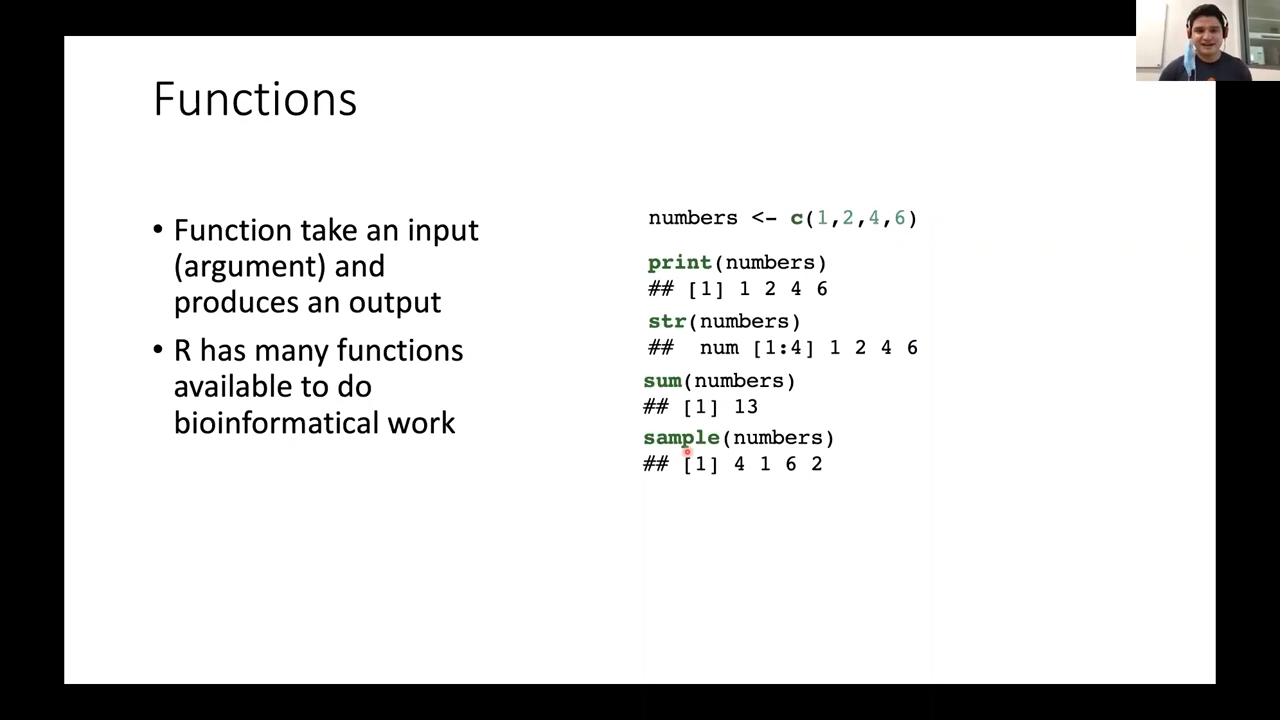 Functions
• Function take an input
(argument) and
produces an output
• R has many functions
available to do
bioinformatical work
numbers <- c(1,2,4,6)
print(numbers)
## [1] 1 2 4 6
str(numbers)
##  num [1:4] 1 2 4 6
sum(numbers)
## [1] 13
sample(numbers)
## [1] 4 1 6 2